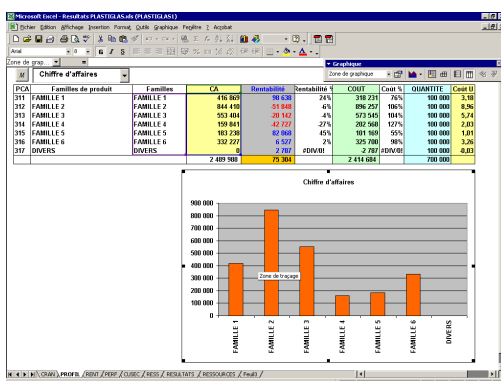 Microsoft Excel - Resultats PLASTIGLAS.xls (PLASTIGLAS1)
Fichier Edition Affichage Insertion Format Outils Graphique Fenêtre ? Acrobat
Arial 8 G I S
Zone de grap... =
Graphique
Zone de graphique
M Chiffre d'affaires
PCA Familles de produit Familles CA Rentabilité Rentabilité % COUT Coût % QUANTITE Coût U
311 FAMILLE 1 FAMILLE 1 416 869 98 638 24% 318 231 76% 100 000 3,18
312 FAMILLE 2 FAMILLE 2 844 410 -51 848 -6% 896 257 106% 100 000 8,96
313 FAMILLE 3 FAMILLE 3 553 404 -20 142 -4% 573 545 104% 100 000 5,74
314 FAMILLE 4 FAMILLE 4 159 841 -42 727 -27% 202 568 127% 100 000 2,03
315 FAMILLE 5 FAMILLE 5 183 238 82 068 45% 101 169 55% 100 000 1,01
316 FAMILLE 6 FAMILLE 6 332 227 6 527 2% 325 700 98% 100 000 3,26
317 DIVERS DIVERS 0 2 787 #DIV/0! -2 787 #DIV/0! 100 000 -0,03
2 489 988 75 304 2 414 684 700 000
Chiffre d'affaires
900 000
800 000
700 000
600 000
500 000
400 000
300 000
200 000
100 000
0
Zone de traçage
FAMILLE 1
FAMILLE 2
FAMILLE 3
FAMILLE 4
FAMILLE 5
FAMILLE 6
DIVERS
CRAN / PROFIL / RENT / PERF / CUSEC / RESS / RESULTATS / RESSOURCES / Feuil3 /